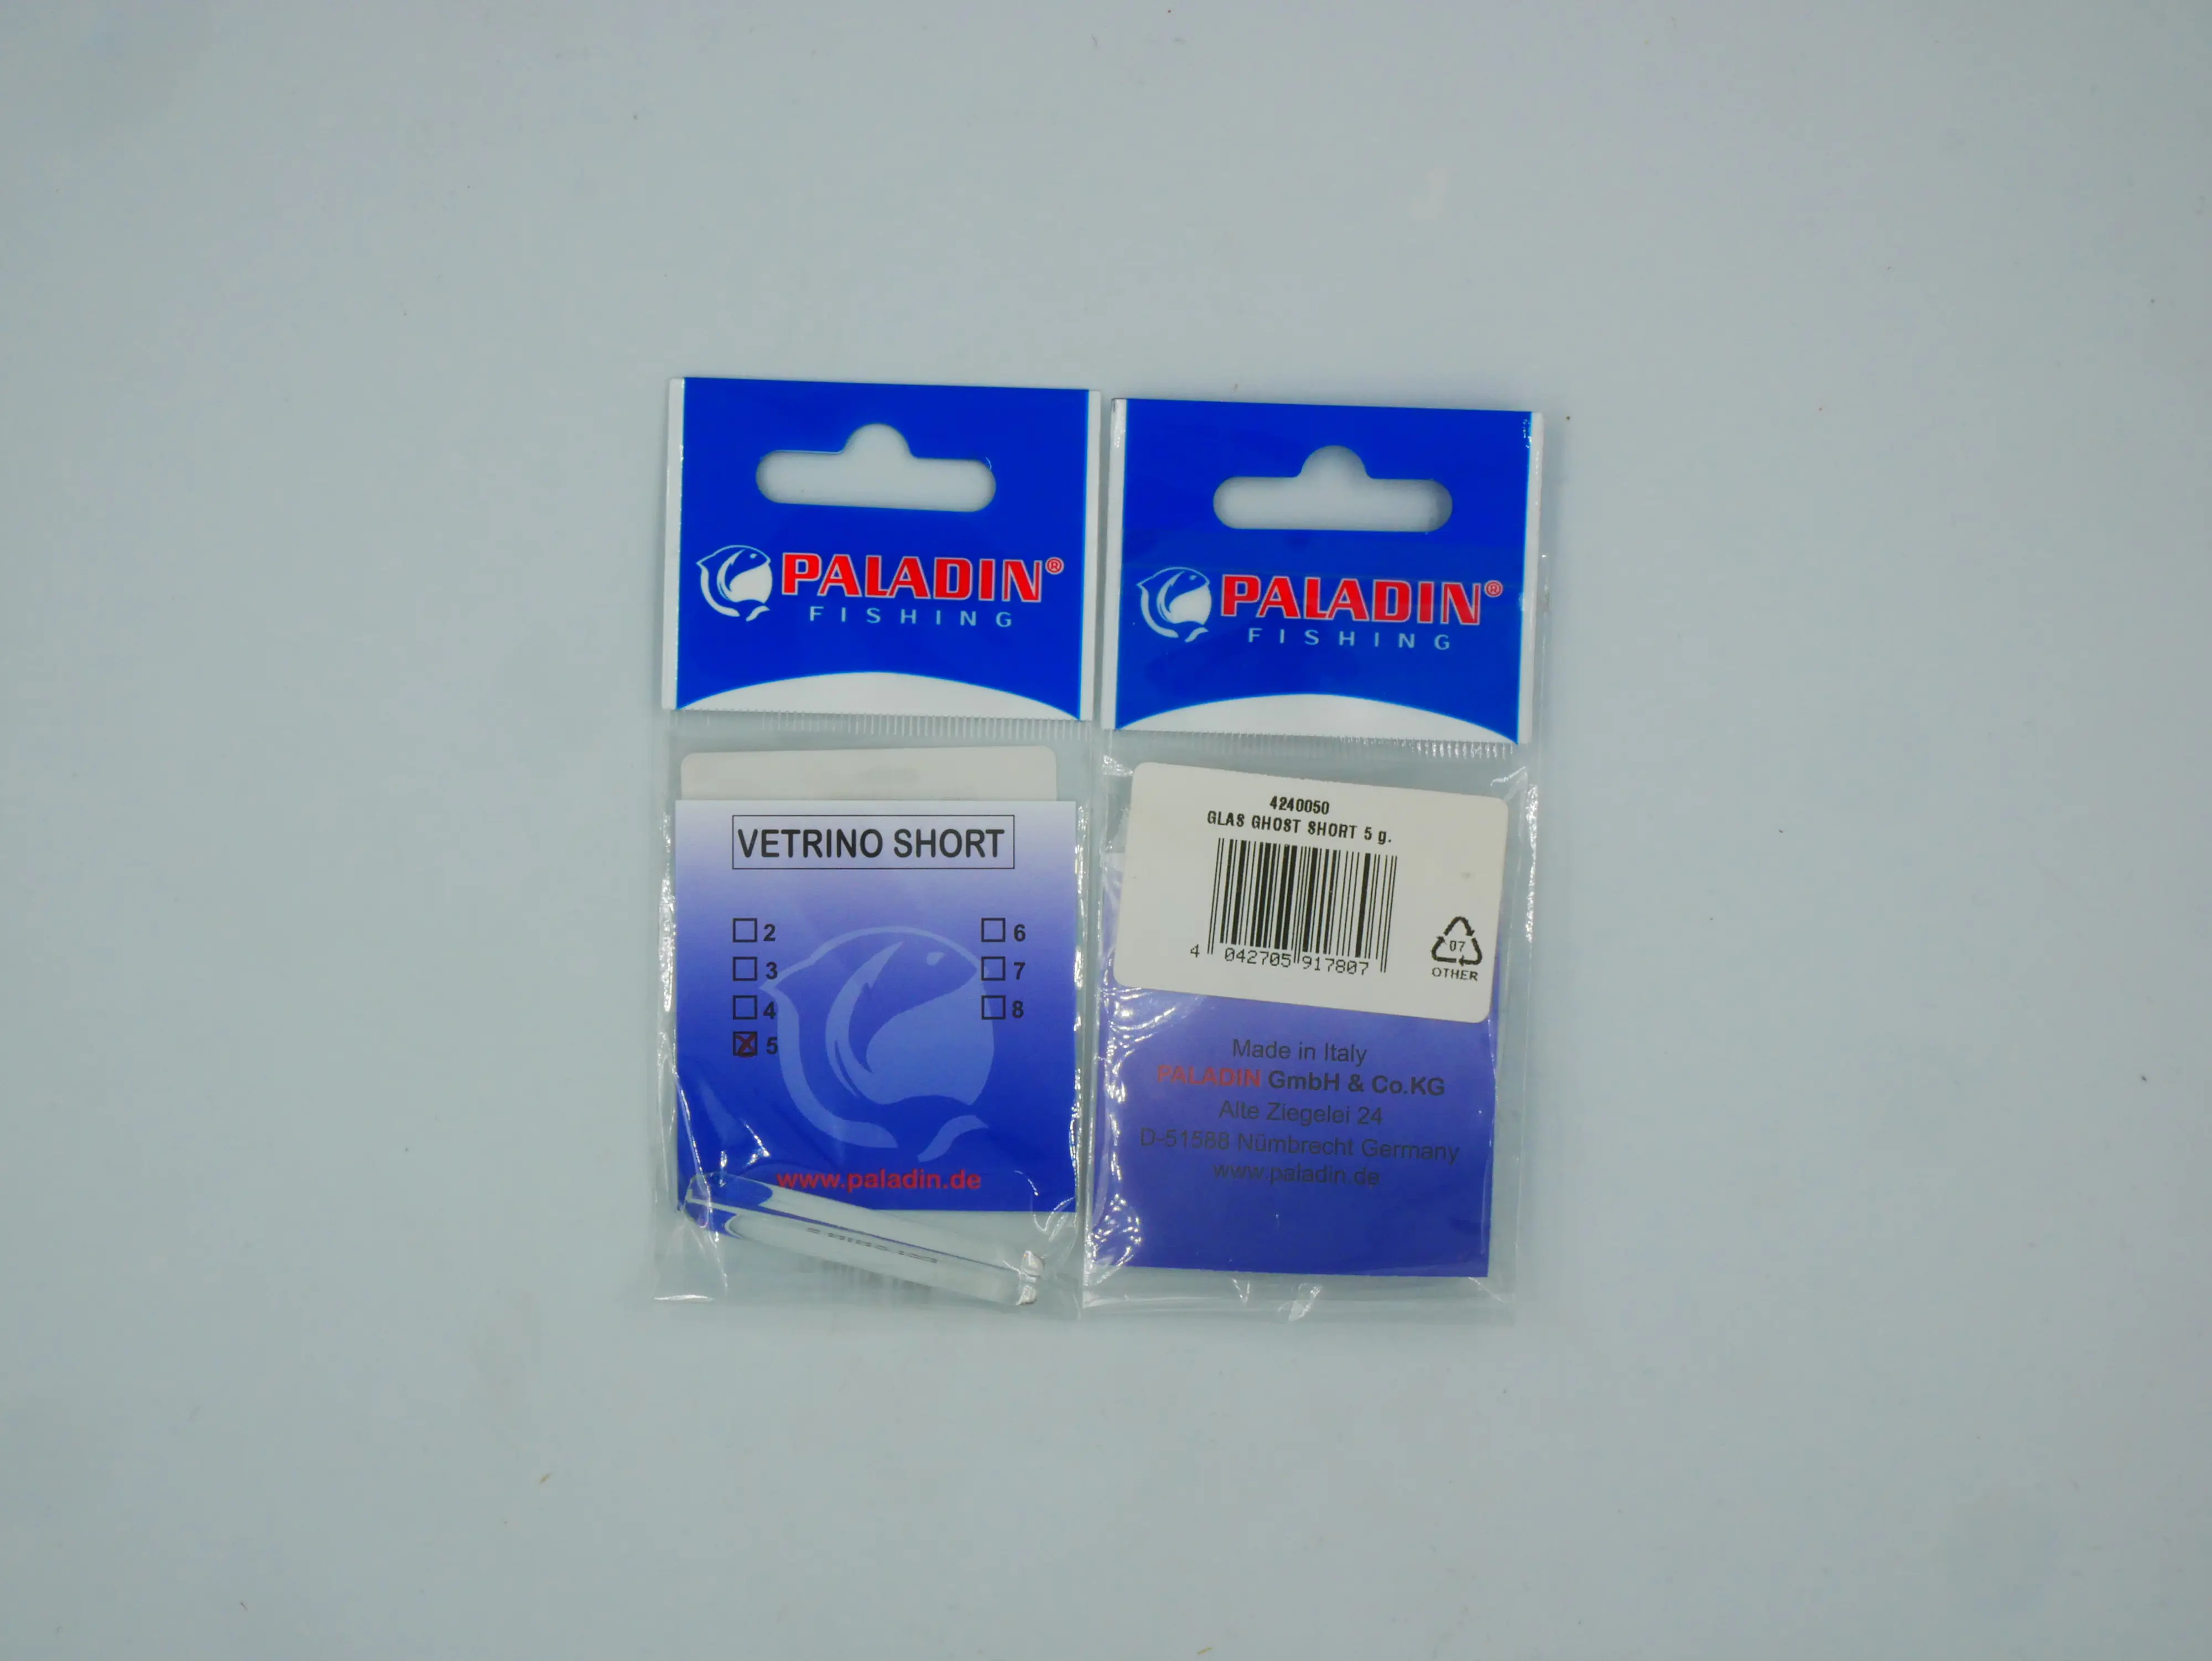 PALADIN®
FISHING
VETRINO SHORT
2
3
4
5
6
7
8
www.paladin.de
PALADIN®
FISHING
4240050
GLAS GHOST SHORT 5 g.
4 042705 917807
07
OTHER
Made in Italy
PALADIN GmbH & Co.KG
Alte Ziegelei 24
D-51588 Nümbrecht Germany
www.paladin.de